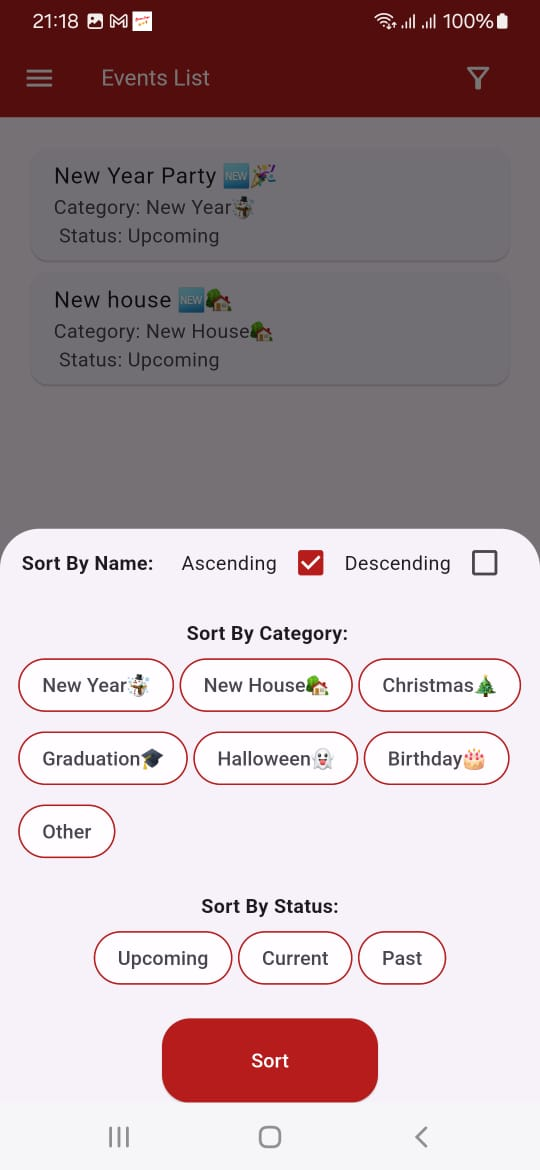 21:18 100%
Events List
New Year Party 🆕🎉
Category: New Year⛄
Status: Upcoming
New house 🆕🏡
Category: New House🏡
Status: Upcoming
Sort By Name: Ascending Descending
Sort By Category:
New Year⛄ New House🏡 Christmas🎄
Graduation🎓 Halloween👻 Birthday🎂
Other
Sort By Status:
Upcoming Current Past
Sort